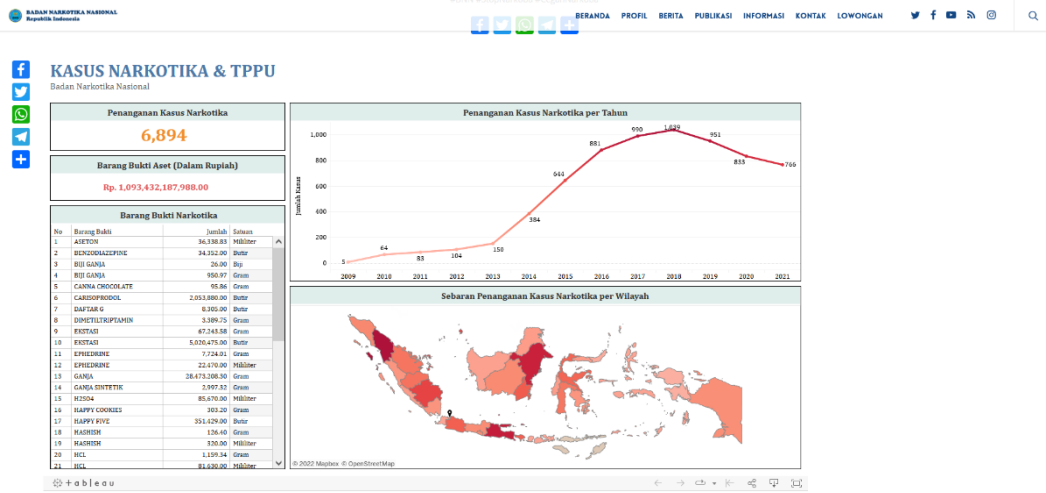 BADAN NARKOTIKA NASIONAL
Republik Indonesia
BERANDA PROFIL BERITA PUBLIKASI INFORMASI KONTAK LOWONGAN
KASUS NARKOTIKA & TPPU
Badan Narkotika Nasional
Penanganan Kasus Narkotika
6,894
Barang Bukti Aset (Dalam Rupiah)
Rp. 1,093,432,187,988.00
Barang Bukti Narkotika
No Barang Bukti Jumlah Satuan
1 ASETON 36,338.83 Mililiter
2 BENZODIAZEPINE 34,352.00 Butir
3 BIJI GANJA 26.00 Biji
4 BIJI GANJA 950.97 Gram
5 CANNA CHOCOLATE 95.86 Gram
6 CARISOPRODOL 2,053,880.00 Butir
7 DAFTAR G 8,305.00 Butir
8 DIMETILTRIPTAMIN 3,389.75 Gram
9 EKSTASI 67,243.58 Gram
10 EKSTASI 5,020,475.00 Butir
11 EPHEDRINE 7,724.01 Gram
12 EPHEDRINE 22,470.00 Mililiter
13 GANJA 28,473,208.50 Gram
14 GANJA SINTETIK 2,997.32 Gram
15 H2SO4 85,670.00 Mililiter
16 HAPPY COOKIES 303.20 Gram
17 HAPPY FIVE 351,429.00 Butir
18 HASHISH 126.40 Gram
19 HASHISH 320.00 Mililiter
20 HCL 1,159.34 Gram
21 HCL 81,630.00 Mililiter
Penanganan Kasus Narkotika per Tahun
Jumlah Kasus
1,000
800
600
400
200
0
5 64 83 104 150 384 644 881 990 1,039 951 833 766
2009 2010 2011 2012 2013 2014 2015 2016 2017 2018 2019 2020 2021
Sebaran Penanganan Kasus Narkotika per Wilayah
© 2022 Mapbox © OpenStreetMap
+ableau